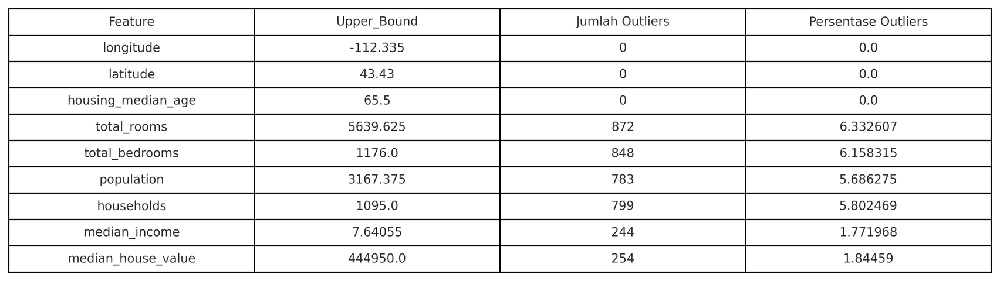 Feature Upper_Bound Jumlah Outliers Persentase Outliers
longitude -112.335 0 0.0
latitude 43.43 0 0.0
housing_median_age 65.5 0 0.0
total_rooms 5639.625 872 6.332607
total_bedrooms 1176.0 848 6.158315
population 3167.375 783 5.686275
households 1095.0 799 5.802469
median_income 7.64055 244 1.771968
median_house_value 444950.0 254 1.84459